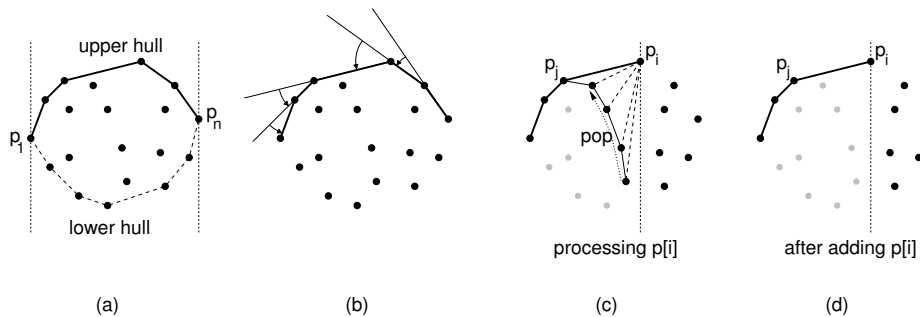 upper hull
p1
pn
lower hull
pj
pi
pop
processing p[i]
pj
pi
after adding p[i]
(a)
(b)
(c)
(d)